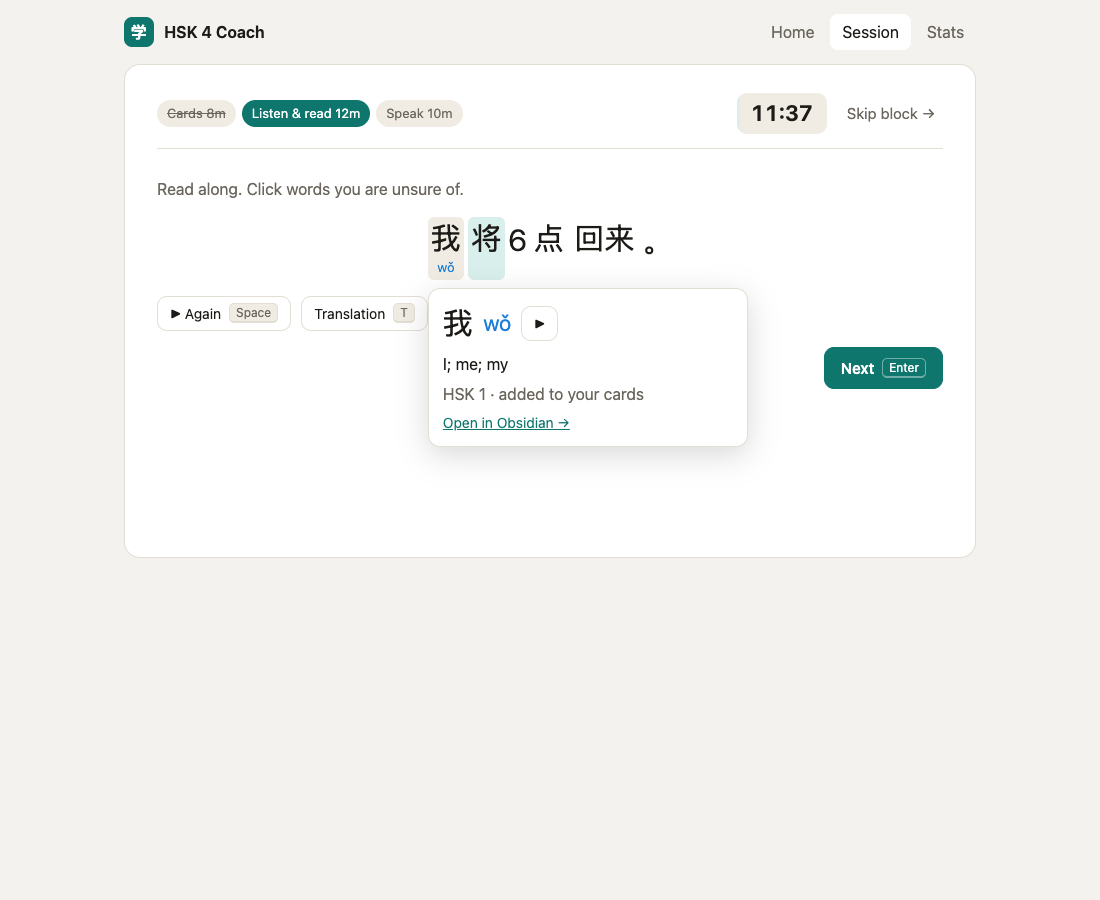 学 HSK 4 Coach Home Session Stats
Cards 8m Listen & read 12m Speak 10m 11:37 Skip block →
Read along. Click words you are unsure of.
我 将 6 点 回来 。
wǒ
▶ Again Space Translation T
我 wǒ ▶
I; me; my
Next Enter
HSK 1 · added to your cards
Open in Obsidian →